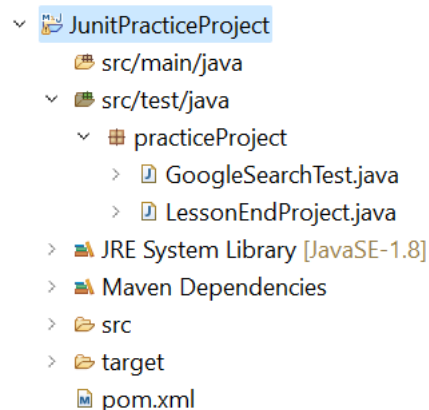 JunitPracticeProject
src/main/java
src/test/java
practiceProject
GoogleSearchTest.java
LessonEndProject.java
JRE System Library [JavaSE-1.8]
Maven Dependencies
src
target
pom.xml